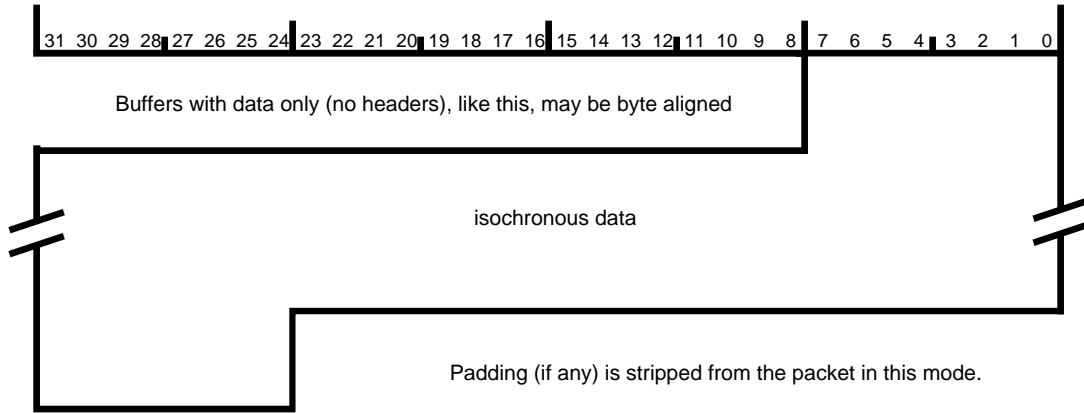 31 30 29 28 27 26 25 24 23 22 21 20 19 18 17 16 15 14 13 12 11 10 9 8 7 6 5 4 3 2 1 0
Buffers with data only (no headers), like this, may be byte aligned
isochronous data
Padding (if any) is stripped from the packet in this mode.